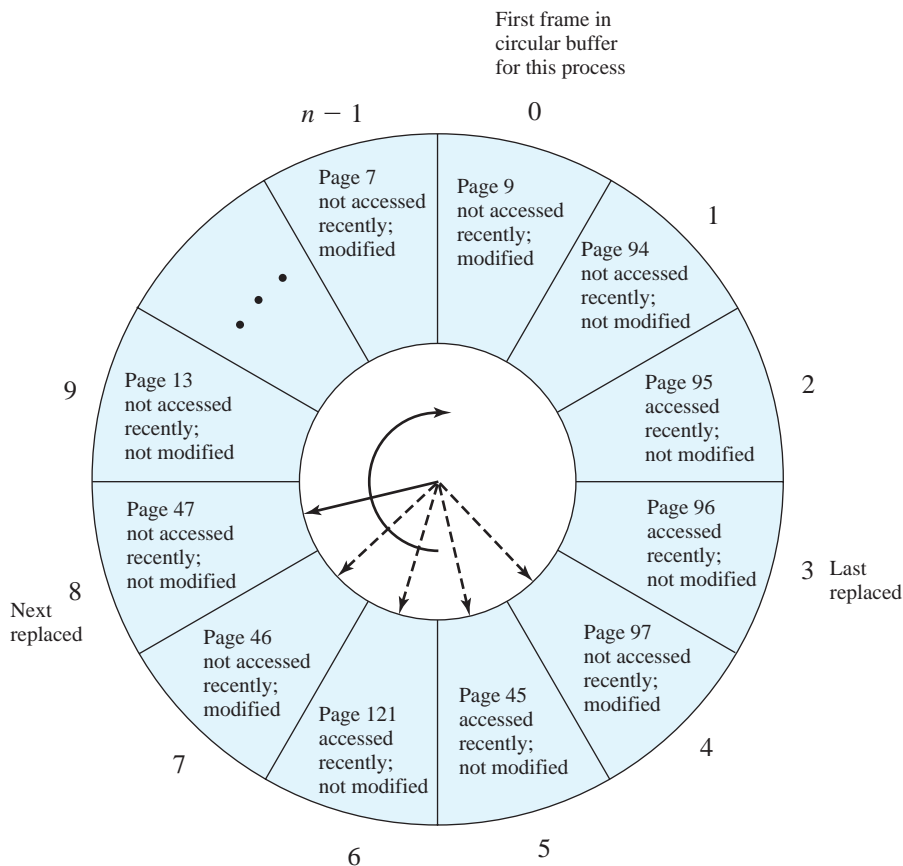 First frame in
circular buffer
for this process
n − 1
0
Page 7
not accessed
recently;
modified
Page 9
not accessed
recently;
modified
1
Page 94
not accessed
recently;
not modified
9
Page 13
not accessed
recently;
not modified
2
Page 95
accessed
recently;
not modified
Page 47
not accessed
recently;
not modified
8
Next
replaced
Page 96
accessed
recently;
not modified
3
Last
replaced
Page 46
not accessed
recently;
modified
7
Page 97
not accessed
recently;
modified
4
Page 121
accessed
recently;
not modified
6
Page 45
accessed
recently;
not modified
5